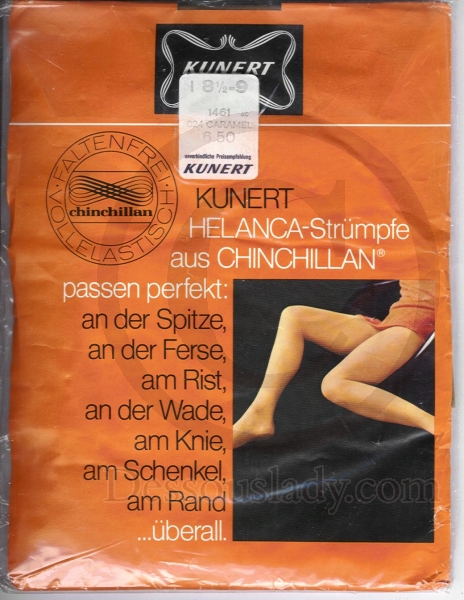 KUNERT
I 8½-9
1461 ac
024 CARAMEL
6.50
unverbindliche Preisempfehlung
KUNERT
FALTENFREI · VOLLELASTISCH ·
chinchillan
KUNERT
HELANCA-Strümpfe
aus CHINCHILLAN®
passen perfekt:
an der Spitze,
an der Ferse,
am Rist,
an der Wade,
am Knie,
am Schenkel,
am Rand
...überall.
Dessouslady.com